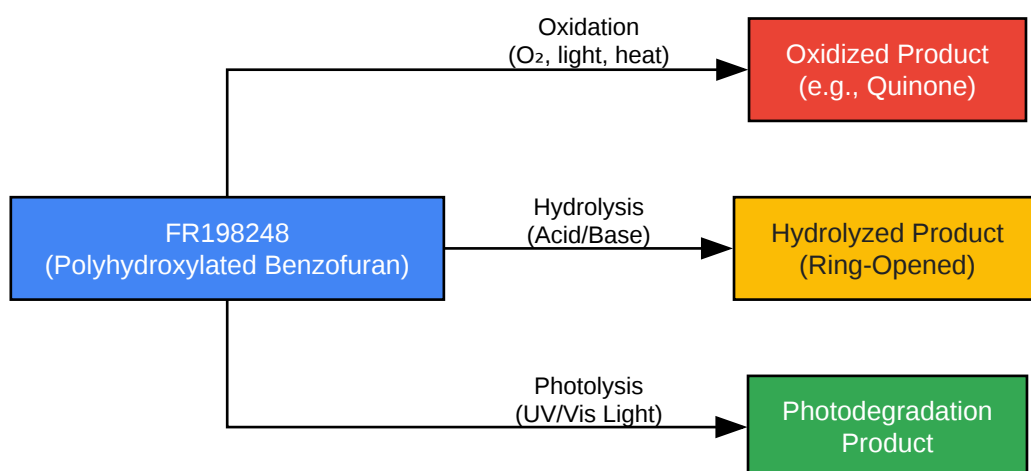 Oxidation
(O₂, light, heat)
Oxidized Product
(e.g., Quinone)
FR198248
(Polyhydroxylated Benzofuran)
Hydrolysis
(Acid/Base)
Hydrolyzed Product
(Ring-Opened)
Photolysis
(UV/Vis Light)
Photodegradation
Product